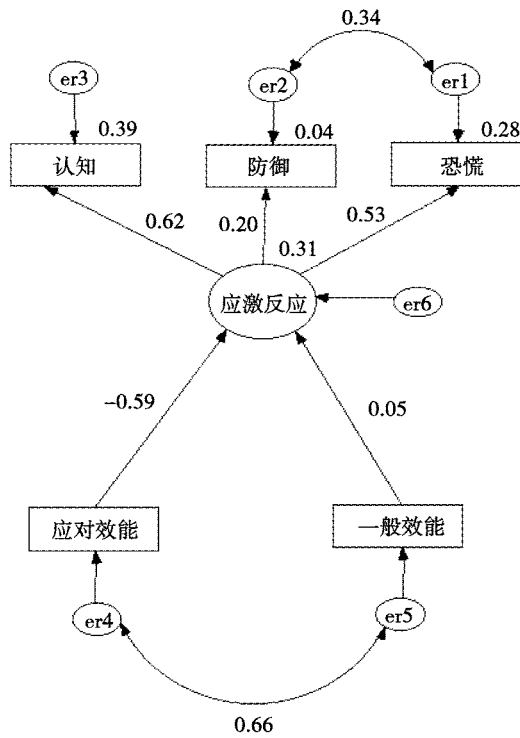 0.34
er3
er2
er1
0.39
0.04
0.28
认知
防御
恐慌
0.62
0.20
0.53
0.31
应激反应
er6
−0.59
0.05
应对效能
一般效能
er4
er5
0.66